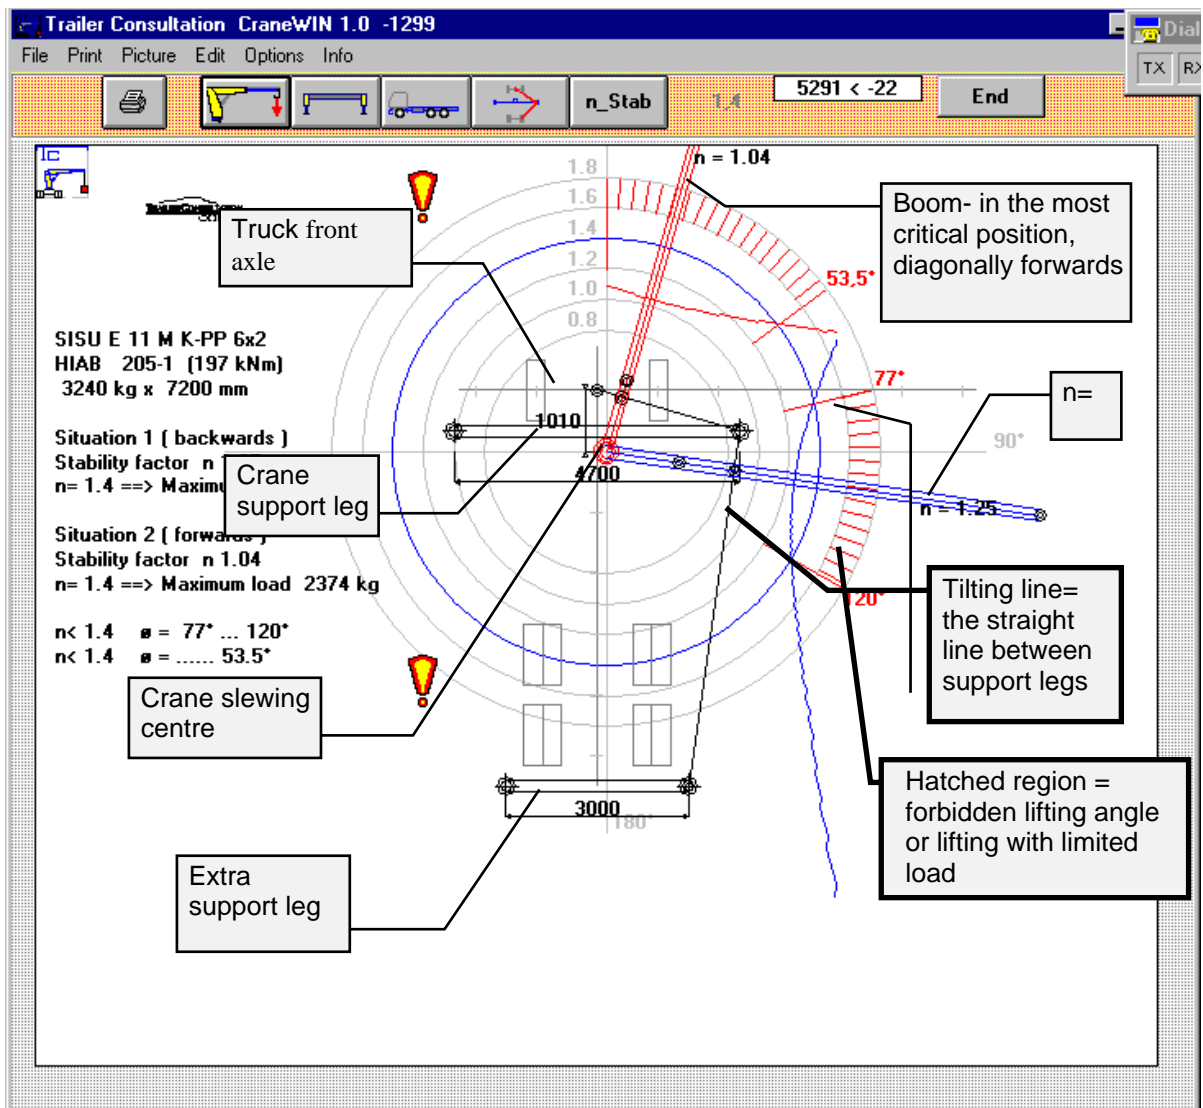 Trailer Consultation CraneWIN 1.0 -1299
Dial
File Print Picture Edit Options Info
TX RX
n_Stab
1.4
5291 < -22
End
Tc
n = 1.04
1.8
1.6
1.4
1.2
1.0
0.8
Truck front
axle
Boom- in the most
critical position,
diagonally forwards
53,5°
SISU E 11 M K-PP 6x2
HIAB 205-1 (197 kNm)
3240 kg x 7200 mm
77°
n=
1010
90°
Situation 1 ( backwards )
Stability factor n
n= 1.4 ==> Maximu
Crane
support leg
4700
n = 1.25
Situation 2 ( forwards )
Stability factor n 1.04
n= 1.4 ==> Maximum load 2374 kg
120°
Tilting line=
the straight
line between
support legs
n< 1.4 ø = 77° ... 120°
n< 1.4 ø = ...... 53.5°
Crane slewing
centre
Hatched region =
forbidden lifting angle
or lifting with limited
load
3000
180°
Extra
support leg